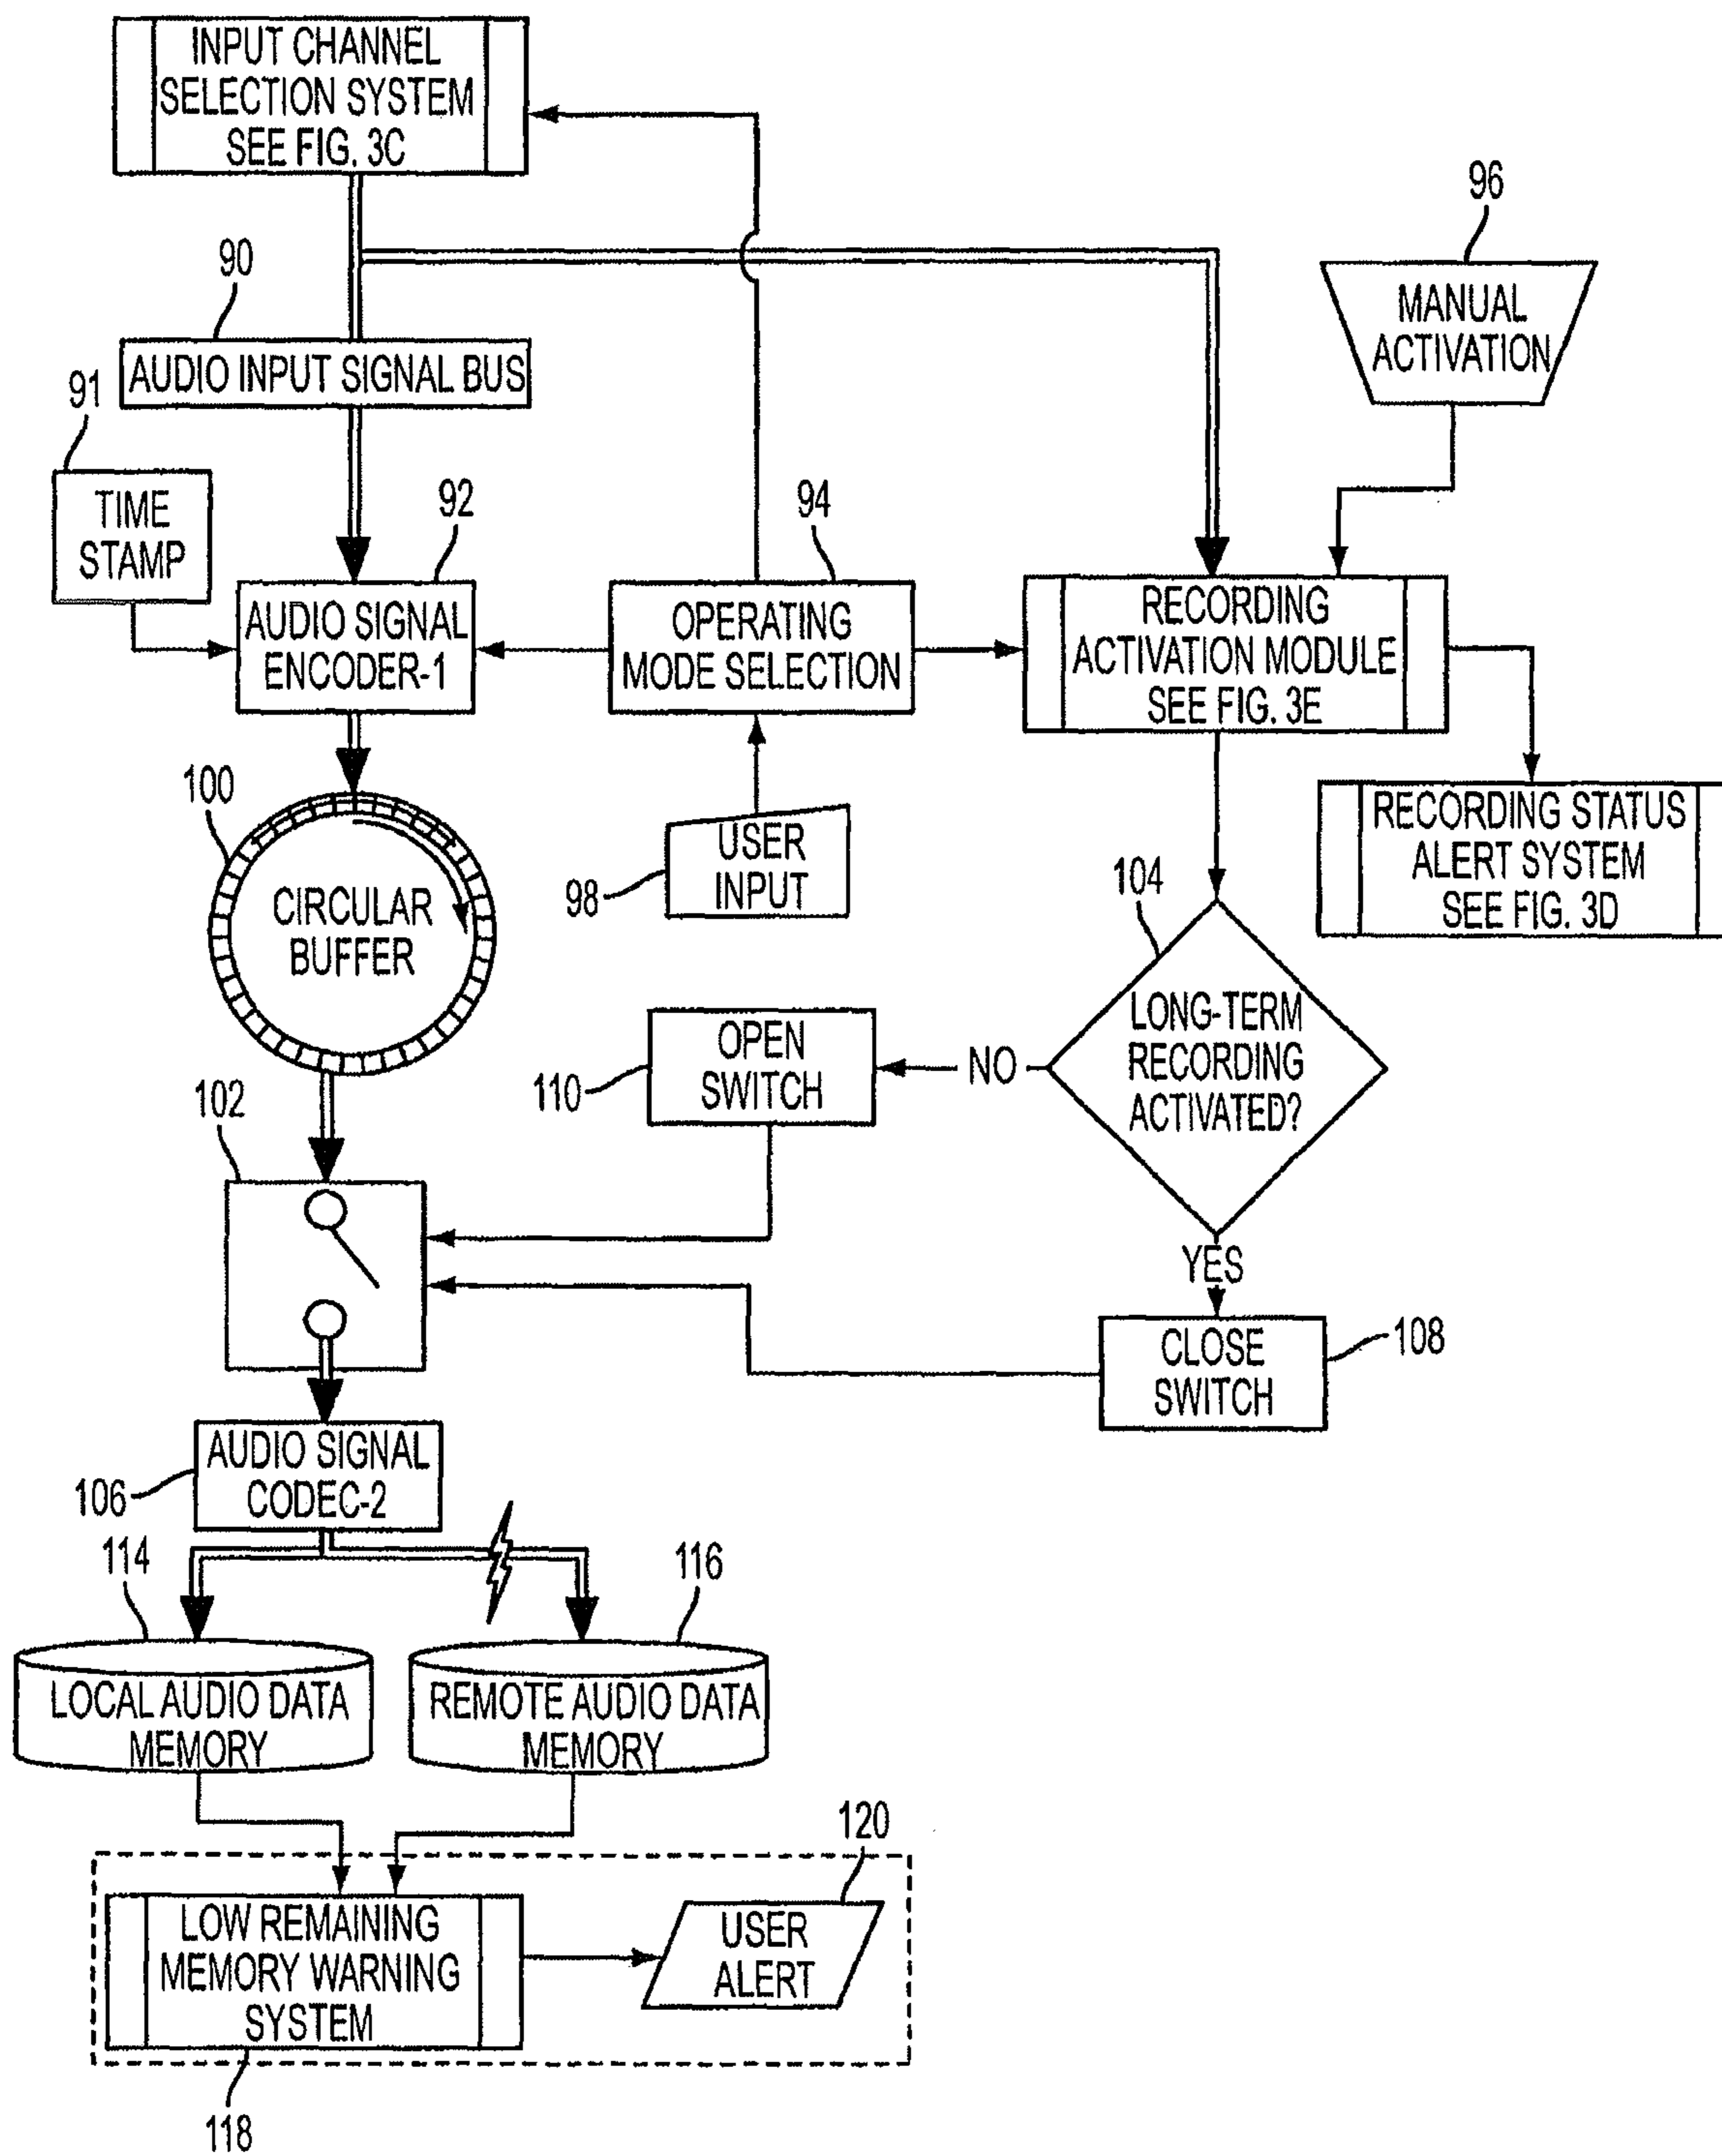 INPUT CHANNEL
SELECTION SYSTEM
SEE FIG. 3C
96
MANUAL
ACTIVATION
90
AUDIO INPUT SIGNAL BUS
91
TIME
STAMP
92
AUDIO SIGNAL
ENCODER-1
94
OPERATING
MODE SELECTION
RECORDING
ACTIVATION MODULE
SEE FIG. 3E
98
USER
INPUT
RECORDING STATUS
ALERT SYSTEM
SEE FIG. 3D
100
CIRCULAR
BUFFER
104
LONG-TERM
RECORDING
ACTIVATED?
NO
110
OPEN
SWITCH
102
YES
CLOSE
SWITCH
108
106
AUDIO SIGNAL
CODEC-2
114
LOCAL AUDIO DATA
MEMORY
116
REMOTE AUDIO DATA
MEMORY
LOW REMAINING
MEMORY WARNING
SYSTEM
118
120
USER
ALERT